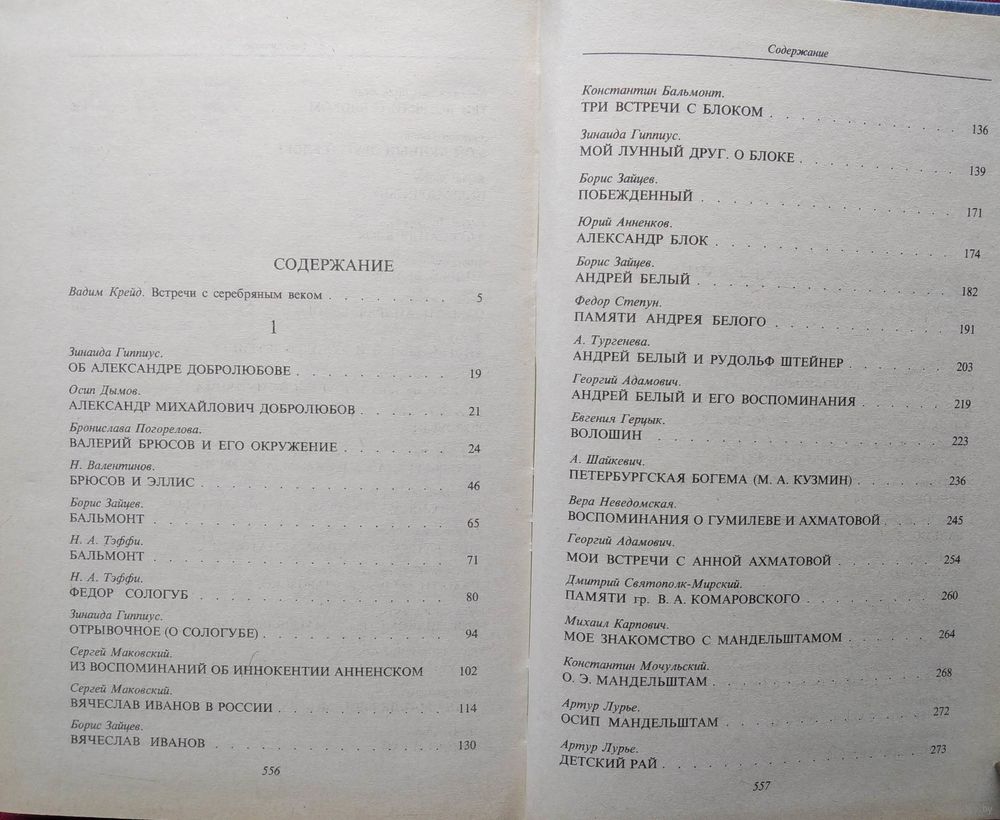 СОДЕРЖАНИЕ
Вадим Крейд. Встречи с серебряным веком . . . . . . . . 5
1
Зинаида Гиппиус.
ОБ АЛЕКСАНДРЕ ДОБРОЛЮБОВЕ . . . . . . . . . 19
Осип Дымов.
АЛЕКСАНДР МИХАЙЛОВИЧ ДОБРОЛЮБОВ . . . . . . 21
Бронислава Погорелова.
ВАЛЕРИЙ БРЮСОВ И ЕГО ОКРУЖЕНИЕ . . . . . . . 24
Н. Валентинов.
БРЮСОВ И ЭЛЛИС . . . . . . . . . . . . . . 46
Борис Зайцев.
БАЛЬМОНТ . . . . . . . . . . . . . . . . 65
Н. А. Тэффи.
БАЛЬМОНТ . . . . . . . . . . . . . . . . 71
Н. А. Тэффи.
ФЕДОР СОЛОГУБ . . . . . . . . . . . . . . 80
Зинаида Гиппиус.
ОТРЫВОЧНОЕ (О СОЛОГУБЕ) . . . . . . . . . . . 94
Сергей Маковский.
ИЗ ВОСПОМИНАНИЙ ОБ ИННОКЕНТИИ АННЕНСКОМ 102
Сергей Маковский.
ВЯЧЕСЛАВ ИВАНОВ В РОССИИ . . . . . . . . . . 114
Борис Зайцев.
ВЯЧЕСЛАВ ИВАНОВ . . . . . . . . . . . . . 130
556
Содержание
Константин Бальмонт.
ТРИ ВСТРЕЧИ С БЛОКОМ . . . . . . . . . . . 136
Зинаида Гиппиус.
МОЙ ЛУННЫЙ ДРУГ. О БЛОКЕ . . . . . . . . . . 139
Борис Зайцев.
ПОБЕЖДЕННЫЙ . . . . . . . . . . . . . . 171
Юрий Анненков.
АЛЕКСАНДР БЛОК . . . . . . . . . . . . . 174
Борис Зайцев.
АНДРЕЙ БЕЛЫЙ . . . . . . . . . . . . . . 182
Федор Степун.
ПАМЯТИ АНДРЕЯ БЕЛОГО . . . . . . . . . . . 191
А. Тургенева.
АНДРЕЙ БЕЛЫЙ И РУДОЛЬФ ШТЕЙНЕР . . . . . . . 203
Георгий Адамович.
АНДРЕЙ БЕЛЫЙ И ЕГО ВОСПОМИНАНИЯ . . . . . . 219
Евгения Герцык.
ВОЛОШИН . . . . . . . . . . . . . . . . 223
А. Шайкевич.
ПЕТЕРБУРГСКАЯ БОГЕМА (М. А. КУЗМИН) . . . . . . 236
Вера Неведомская.
ВОСПОМИНАНИЯ О ГУМИЛЕВЕ И АХМАТОВОЙ . . . . 245
Георгий Адамович.
МОИ ВСТРЕЧИ С АННОЙ АХМАТОВОЙ . . . . . . . 254
Дмитрий Святополк-Мирский.
ПАМЯТИ гр. В. А. КОМАРОВСКОГО . . . . . . . . 260
Михаил Карпович.
МОЕ ЗНАКОМСТВО С МАНДЕЛЬШТАМОМ . . . . . . 264
Константин Мочульский.
О. Э. МАНДЕЛЬШТАМ . . . . . . . . . . . . 268
Артур Лурье.
ОСИП МАНДЕЛЬШТАМ . . . . . . . . . . . . 272
Артур Лурье.
ДЕТСКИЙ РАЙ . . . . . . . . . . . . . . . 273
557